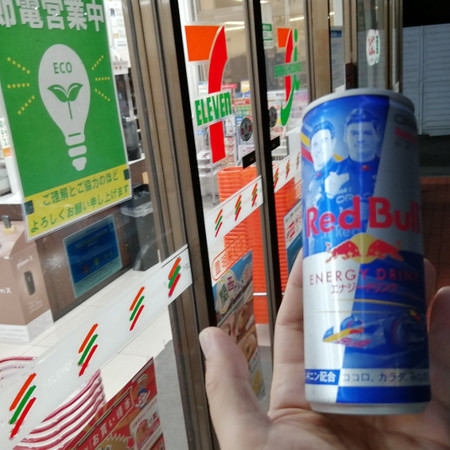 節電営業中
ECO
ご理解とご協力のほど
よろしくお願い申し上げます
7
ELEVEN
Red Bull
ENERGY DRINK
エナジードリンク
ココロ、カラダ、